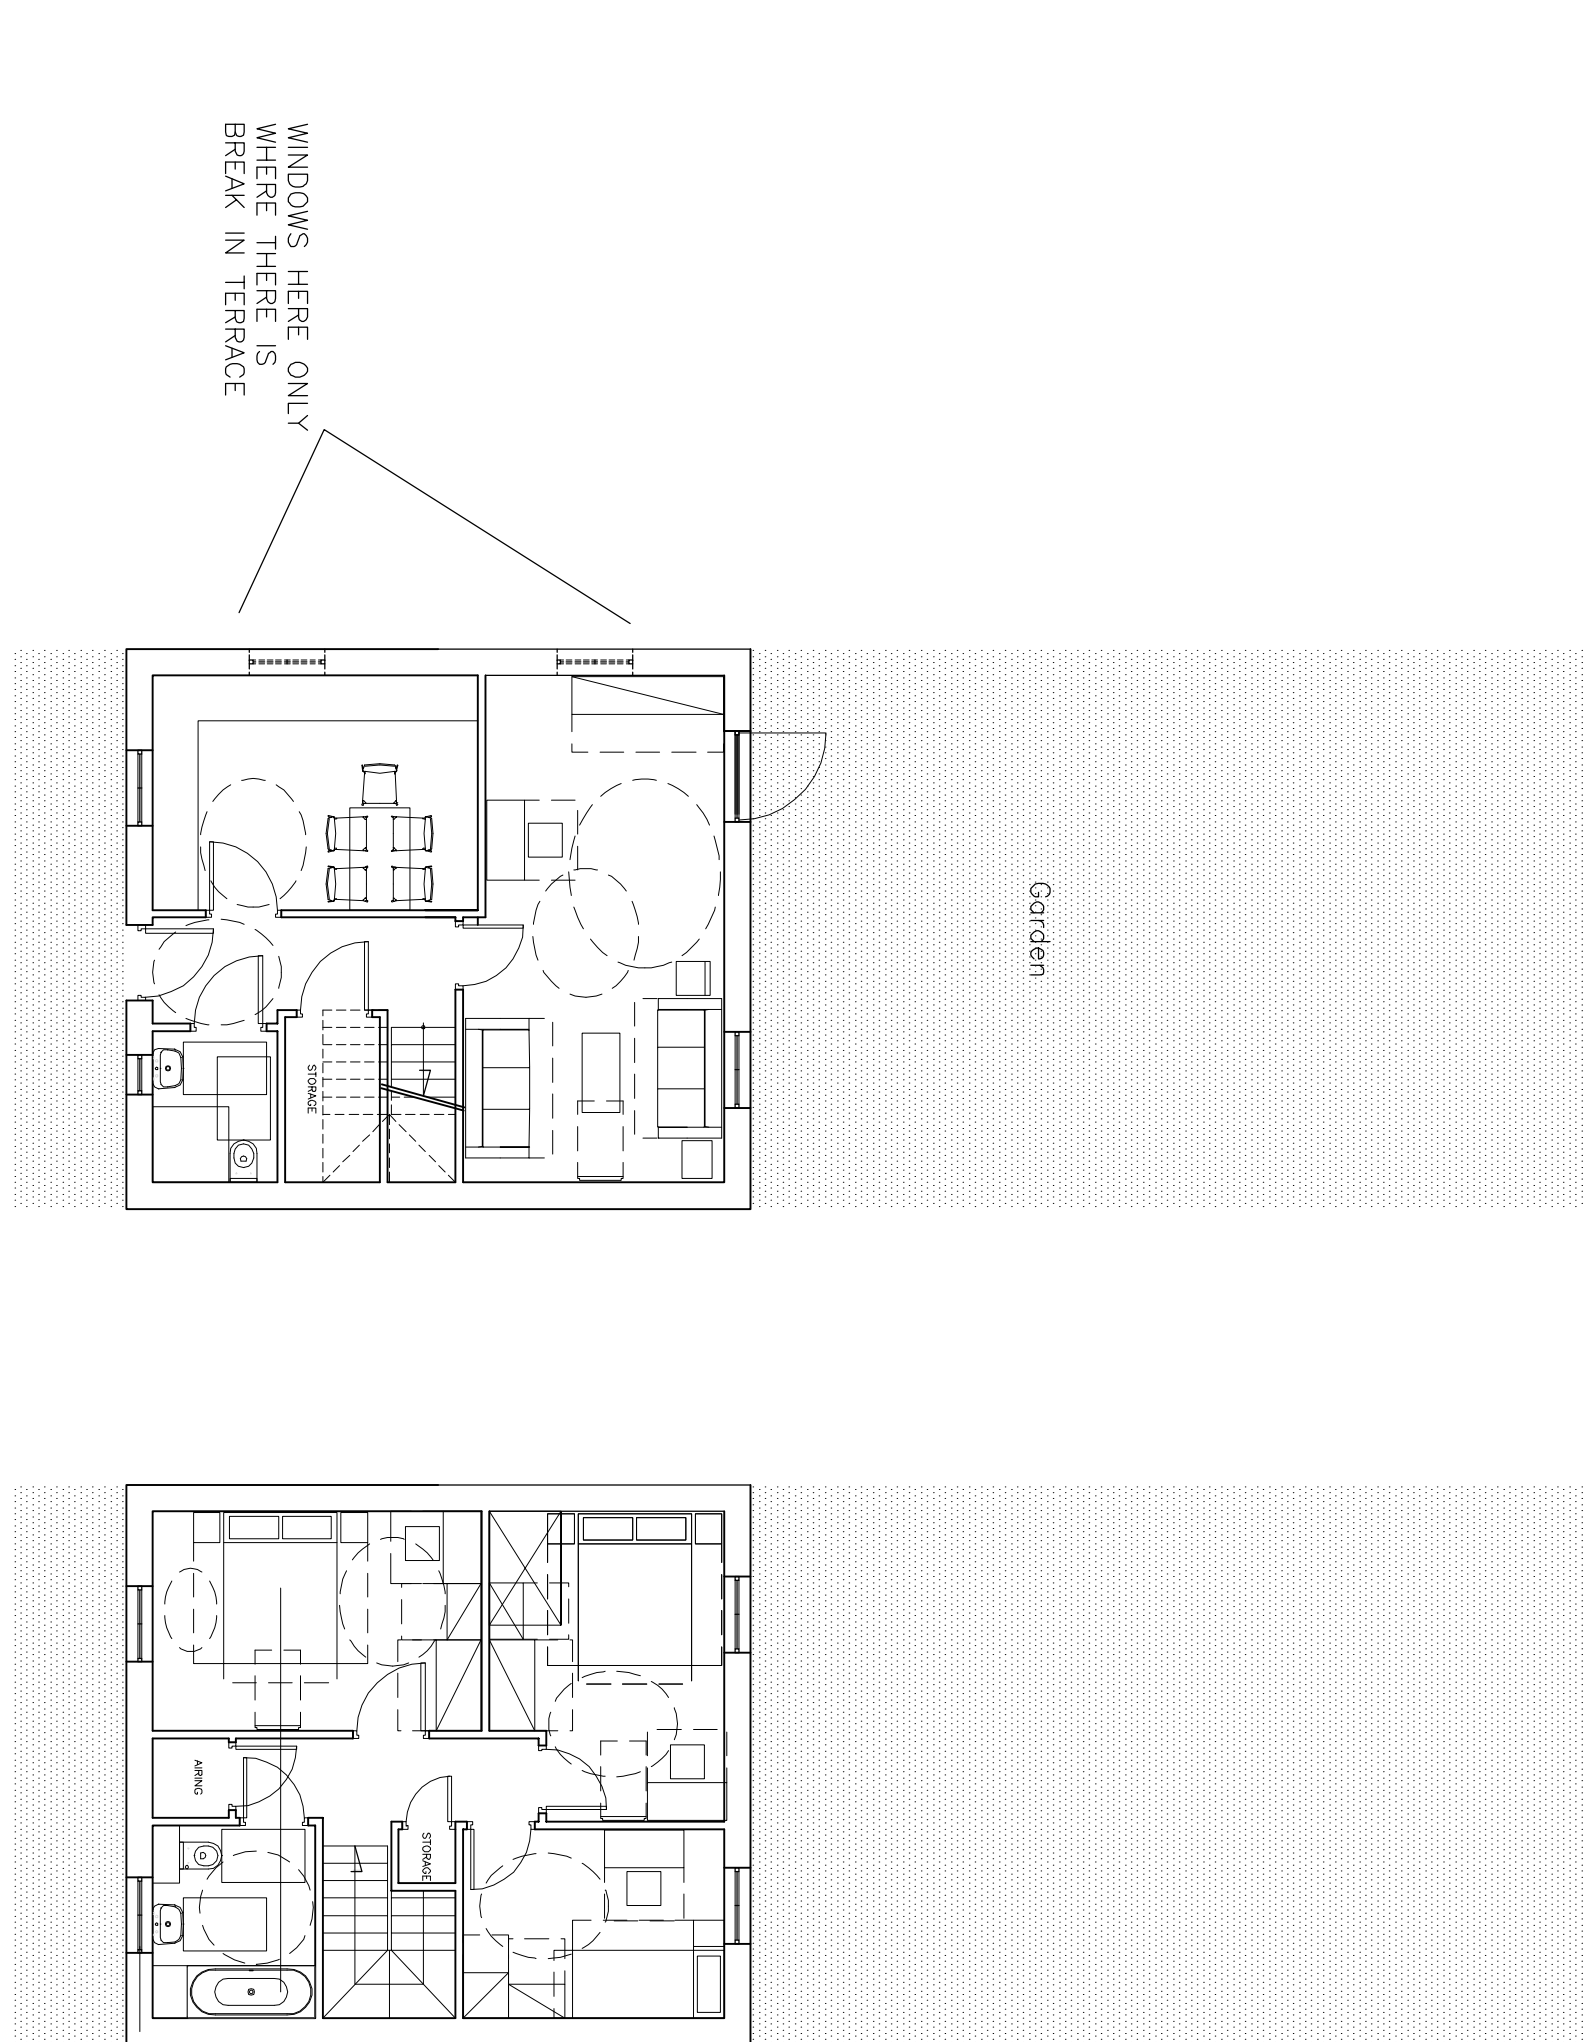 WINDOWS HERE ONLY
WHERE THERE IS
BREAK IN TERRACE
Garden
STORAGE
AIRING
STORAGE